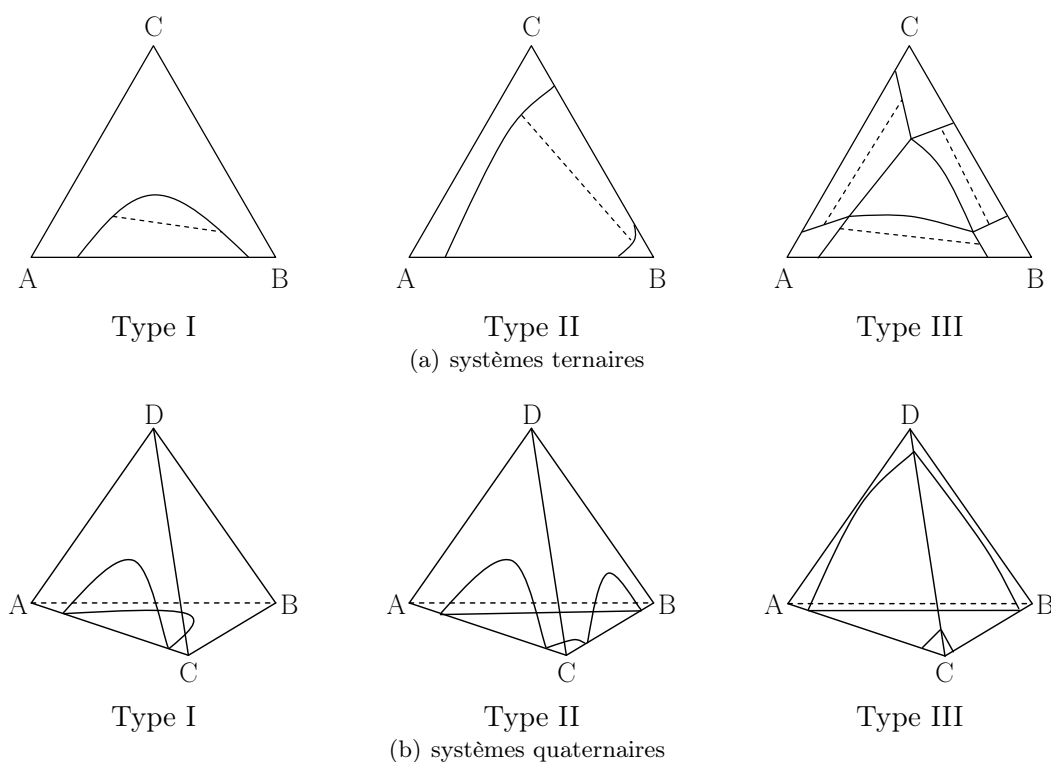 C C C
A B A B A B
Type I Type II Type III
(a) systèmes ternaires
D D D
A B A B A B
C C C
Type I Type II Type III
(b) systèmes quaternaires